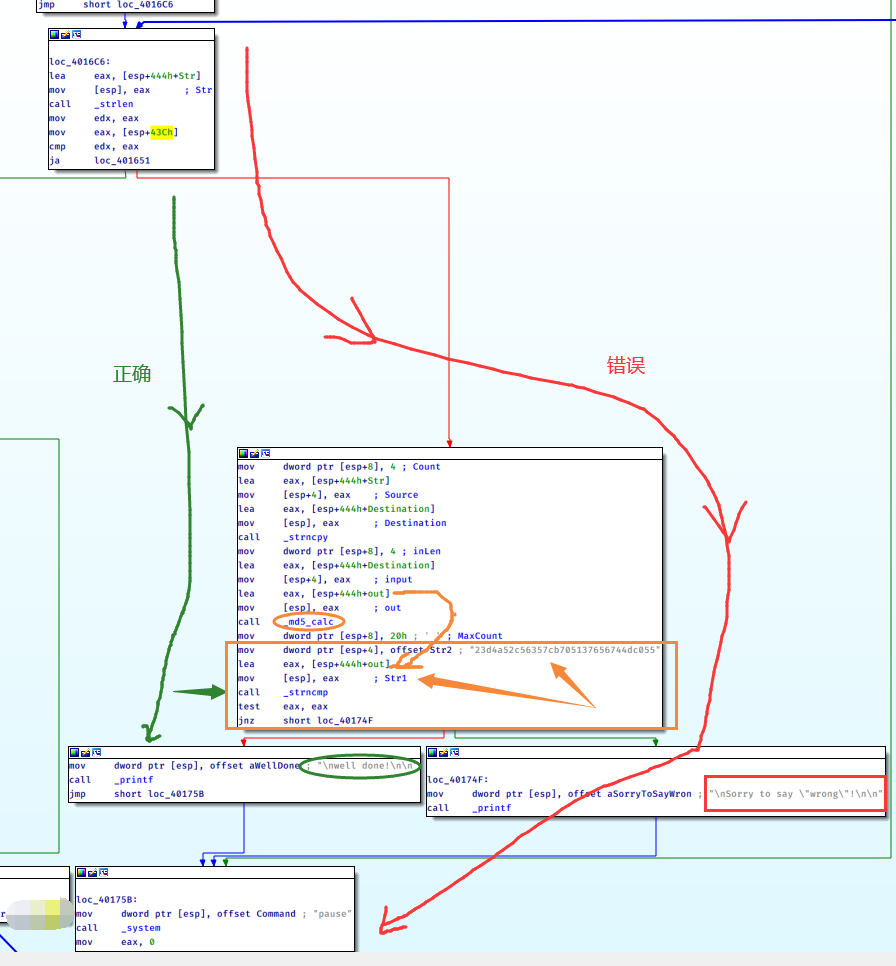 jmp short loc_4016C6
loc_4016C6:
lea eax, [esp+444h+Str]
mov [esp], eax ; Str
call _strlen
mov edx, eax
mov eax, [esp+43Ch]
cmp edx, eax
ja loc_401651
正确
错误
mov dword ptr [esp+8], 4 ; Count
lea eax, [esp+444h+Str]
mov [esp+4], eax ; Source
lea eax, [esp+444h+Destination]
mov [esp], eax ; Destination
call _strncpy
mov dword ptr [esp+8], 4 ; inLen
lea eax, [esp+444h+Destination]
mov [esp+4], eax ; input
lea eax, [esp+444h+out]
mov [esp], eax ; out
call _md5_calc
mov dword ptr [esp+8], 20h ; ' ' ; MaxCount
mov dword ptr [esp+4], offset Str2 ; "23d4a52c56357cb705137656744dc055"
lea eax, [esp+444h+out]
mov [esp], eax ; Str1
call _strncmp
test eax, eax
jnz short loc_40174F
mov dword ptr [esp], offset aWellDone ; "\nwell done!\n\n
call _printf
jmp short loc_40175B
loc_40174F:
mov dword ptr [esp], offset aSorryToSayWron ; "\nSorry to say \"wrong\"!\n\n"
call _printf
loc_40175B:
mov dword ptr [esp], offset Command ; "pause"
call _system
mov eax, 0